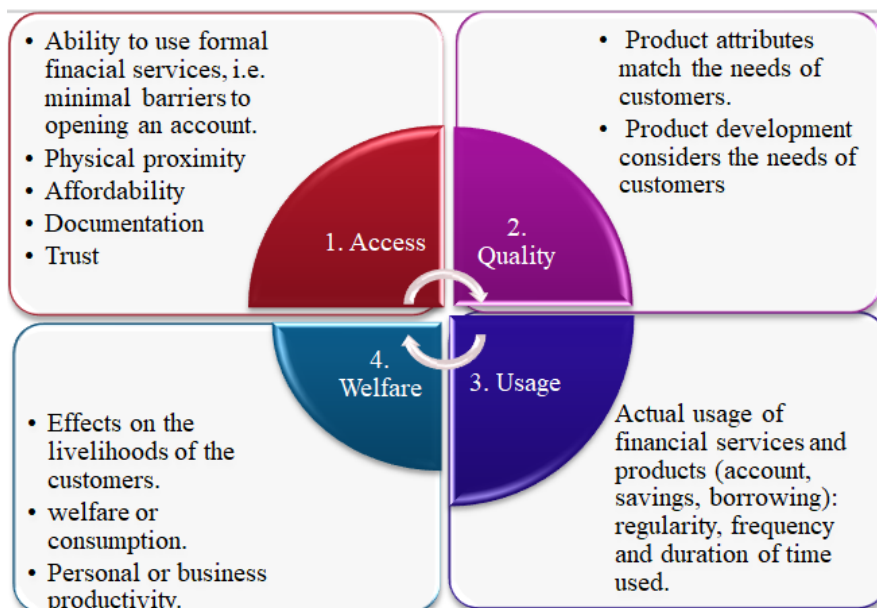 • Ability to use formal
finacial services, i.e.
minimal barriers to
opening an account.
• Physical proximity
• Affordability
• Documentation
• Trust
1. Access
• Product attributes
match the needs of
customers.
• Product development
considers the needs of
customers
2.
Quality
4.
Welfare
• Effects on the
livelihoods of the
customers.
• welfare or
consumption.
• Personal or business
productivity.
3. Usage
Actual usage of
financial services and
products (account,
savings, borrowing):
regularity, frequency
and duration of time
used.